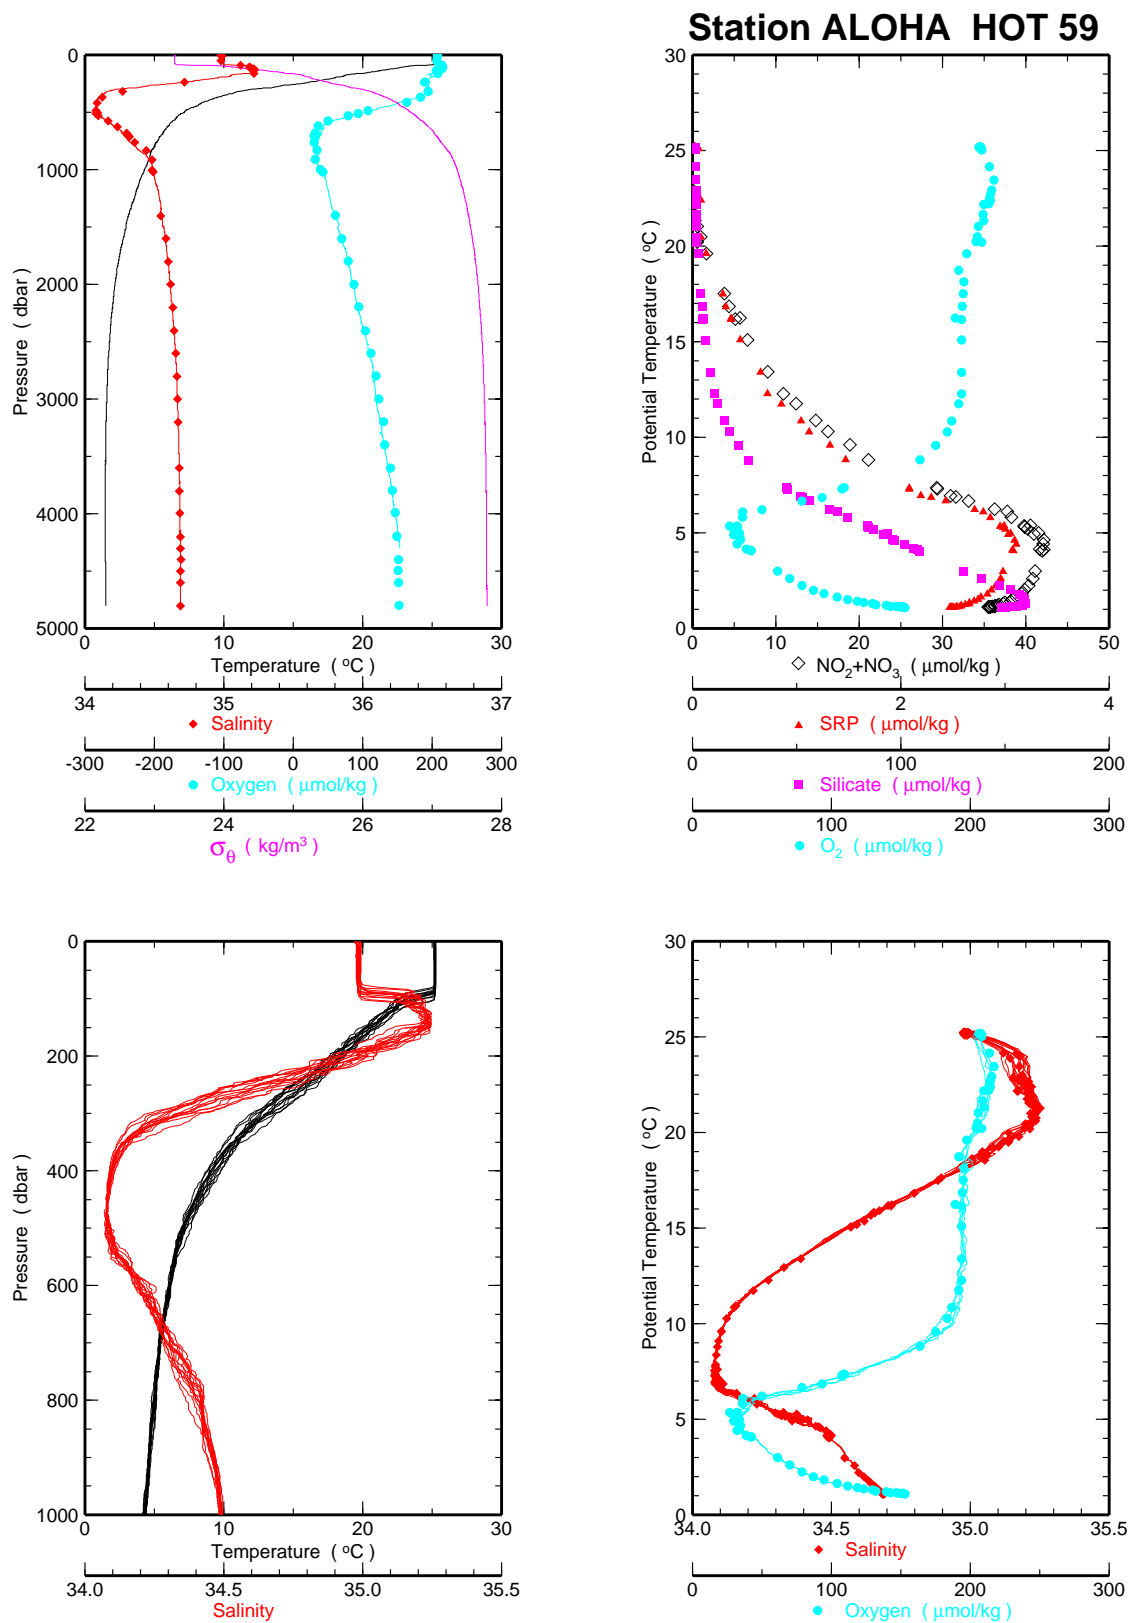 Station ALOHA HOT 59
0
1000
2000
3000
4000
5000
Pressure ( dbar)
0 10 20 30
Temperature ( °C)
34 35 36 37
Salinity
-300 -200 -100 0 100 200 300
Oxygen ( µmol/kg )
22 23 24 25 26 27 28
σθ ( kg/m³ )
30
25
20
15
10
5
0
Potential Temperature ( °C)
0 10 20 30 40 50
NO₂+NO₃ ( µmol/kg )
0 2 4
SRP ( µmol/kg )
0 100 200
Silicate ( µmol/kg )
0 100 200 300
O₂ ( µmol/kg )
0
200
400
600
800
1000
Pressure ( dbar)
0 10 20 30
Temperature ( °C)
34.0 34.5 35.0 35.5
Salinity
30
25
20
15
10
5
0
Potential Temperature ( °C)
34.0 34.5 35.0 35.5
Salinity
0 100 200 300
Oxygen ( µmol/kg )